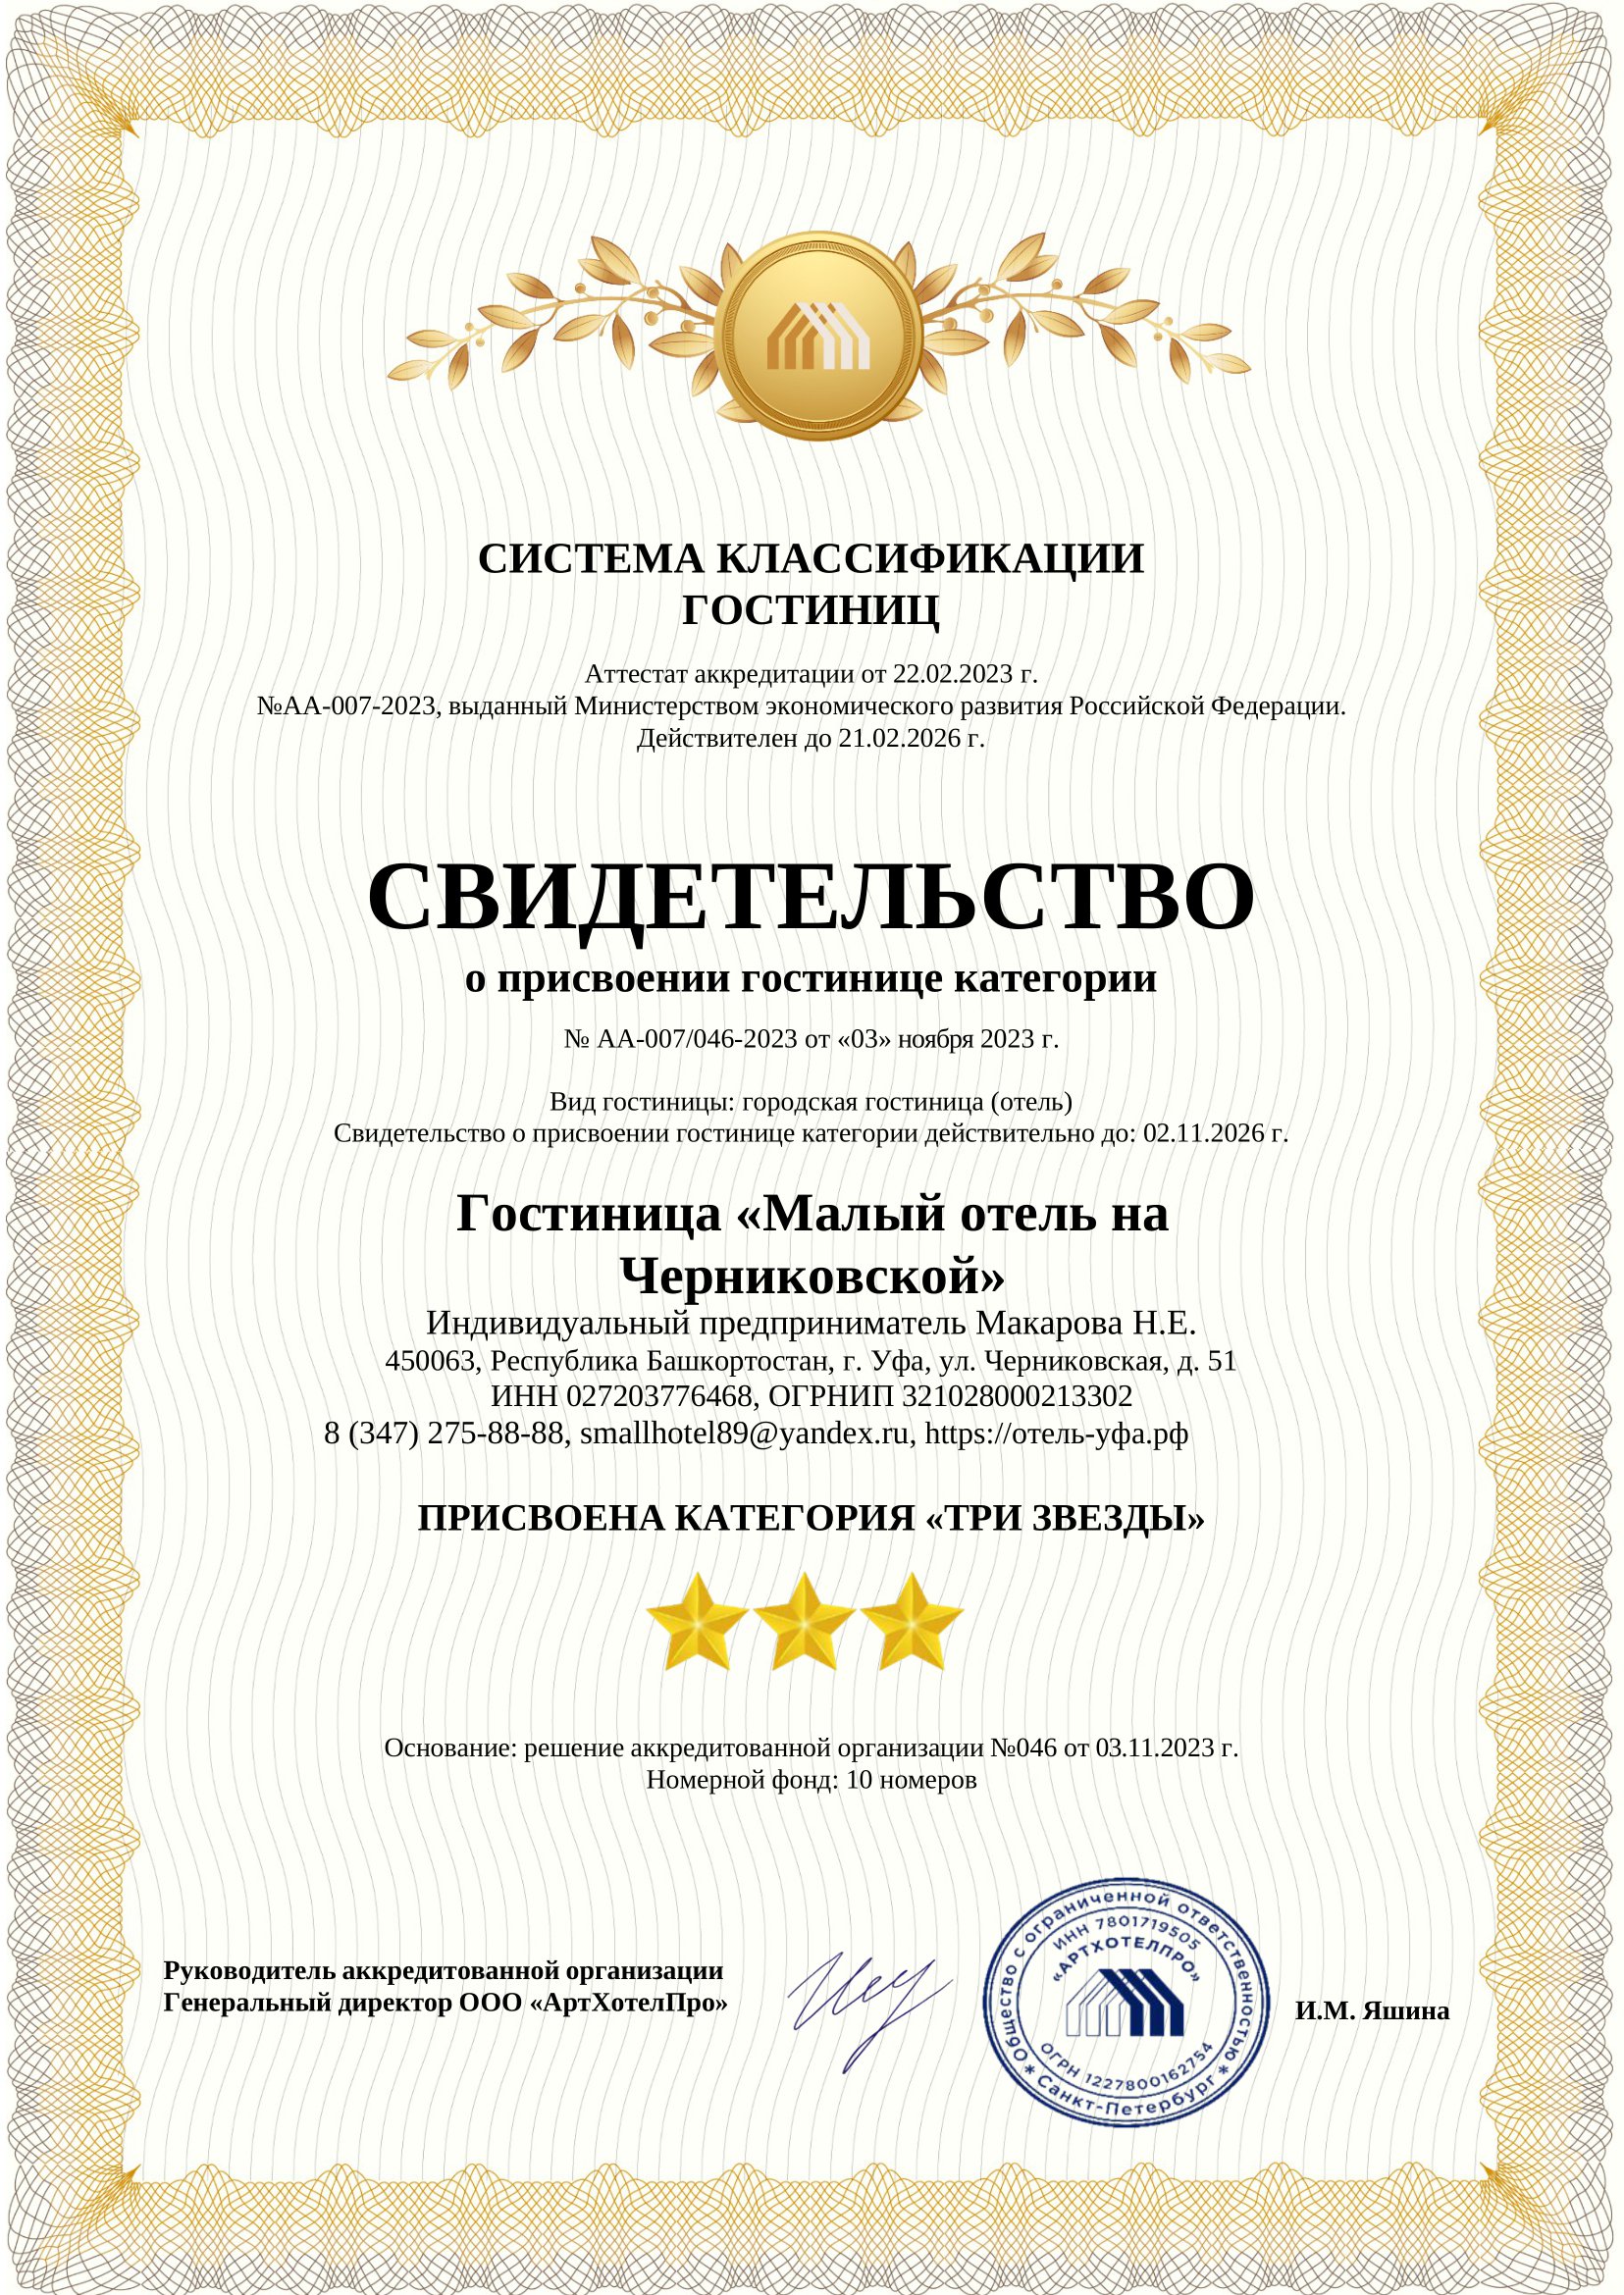 СИСТЕМА КЛАССИФИКАЦИИ
ГОСТИНИЦ
Аттестат аккредитации от 22.02.2023 г.
№АА-007-2023, выданный Министерством экономического развития Российской Федерации.
Действителен до 21.02.2026 г.
СВИДЕТЕЛЬСТВО
о присвоении гостинице категории
№ АА-007/046-2023 от «03» ноября 2023 г.
Вид гостиницы: городская гостиница (отель)
Свидетельство о присвоении гостинице категории действительно до: 02.11.2026 г.
Гостиница «Малый отель на
Черниковской»
Индивидуальный предприниматель Макарова Н.Е.
450063, Республика Башкортостан, г. Уфа, ул. Черниковская, д. 51
ИНН 027203776468, ОГРНИП 321028000213302
8 (347) 275-88-88, smallhotel89@yandex.ru, https://отель-уфа.рф
ПРИСВОЕНА КАТЕГОРИЯ «ТРИ ЗВЕЗДЫ»
Основание: решение аккредитованной организации №046 от 03.11.2023 г.
Номерной фонд: 10 номеров
Руководитель аккредитованной организации
Генеральный директор ООО «АртХотелПро»
Общество с ограниченной ответственностью
ИНН 7801719505
«АРТХОТЕЛПРО»
ОГРН 1227800162754
* Санкт-Петербург *
И.М. Яшина